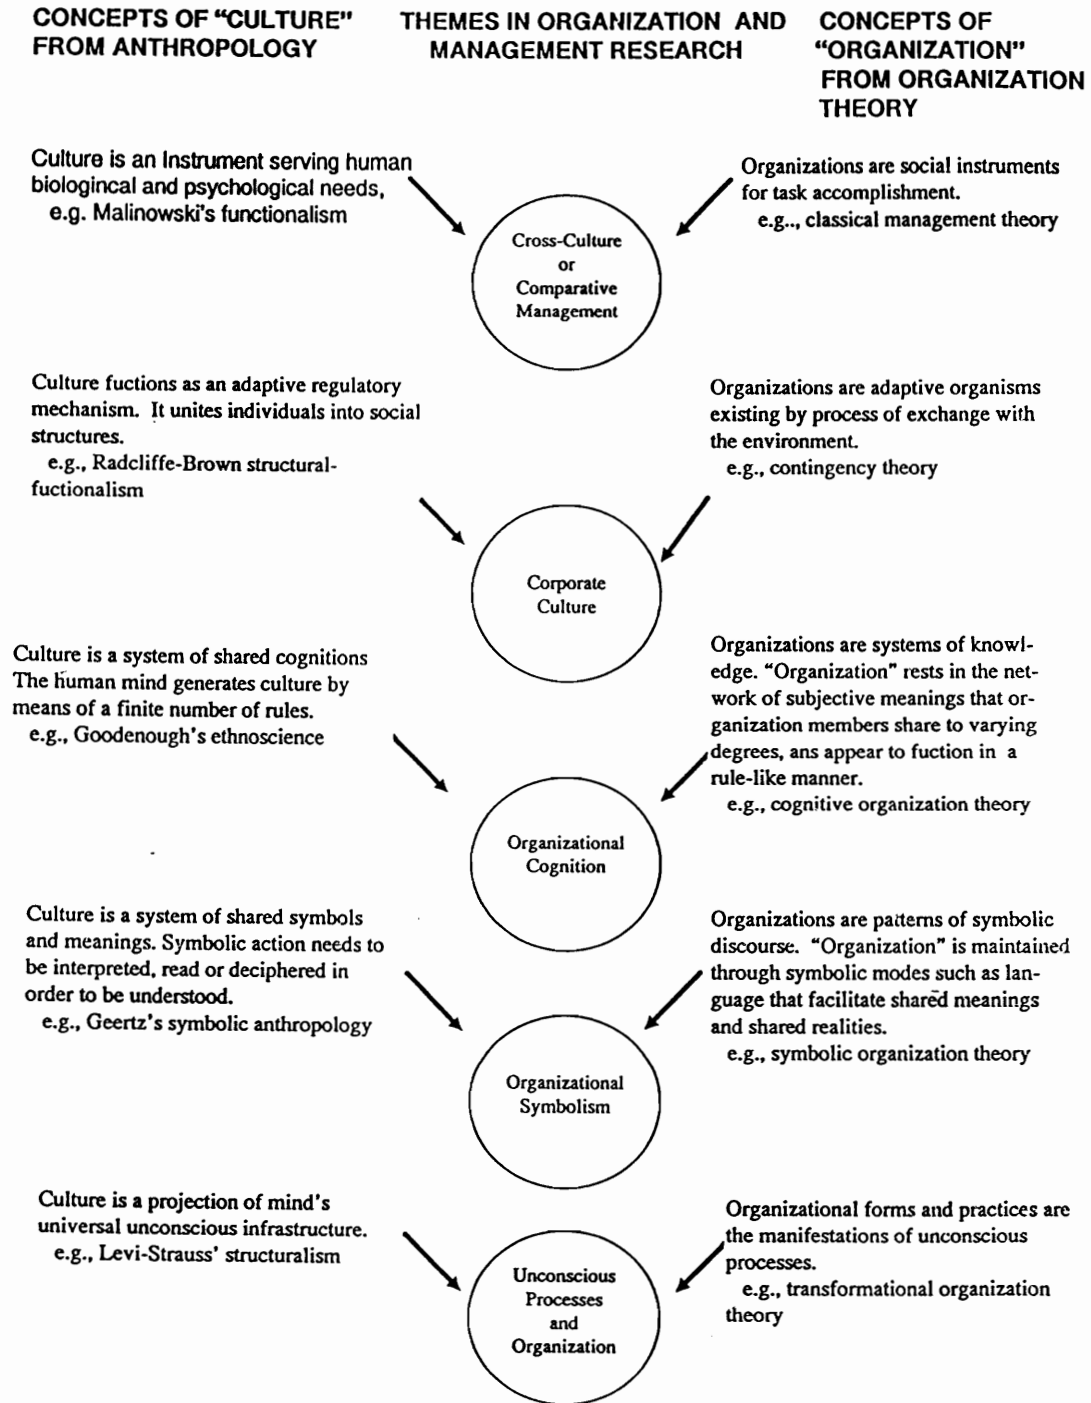 CONCEPTS OF “CULTURE”
FROM ANTHROPOLOGY
THEMES IN ORGANIZATION AND
MANAGEMENT RESEARCH
CONCEPTS OF
“ORGANIZATION”
FROM ORGANIZATION
THEORY
Culture is an Instrument serving human
biologincal and psychological needs,
e.g. Malinowski's functionalism
Cross-Culture
or
Comparative
Management
Organizations are social instruments
for task accomplishment.
e.g.., classical management theory
Culture fuctions as an adaptive regulatory
mechanism. It unites individuals into social
structures.
e.g., Radcliffe-Brown structural-
fuctionalism
Corporate
Culture
Organizations are adaptive organisms
existing by process of exchange with
the environment.
e.g., contingency theory
Culture is a system of shared cognitions
The human mind generates culture by
means of a finite number of rules.
e.g., Goodenough's ethnoscience
Organizational
Cognition
Organizations are systems of knowl-
edge. “Organization” rests in the net-
work of subjective meanings that or-
ganization members share to varying
degrees, ans appear to fuction in a
rule-like manner.
e.g., cognitive organization theory
Culture is a system of shared symbols
and meanings. Symbolic action needs to
be interpreted, read or deciphered in
order to be understood.
e.g., Geertz's symbolic anthropology
Organizational
Symbolism
Organizations are patterns of symbolic
discourse. “Organization” is maintained
through symbolic modes such as lan-
guage that facilitate shared meanings
and shared realities.
e.g., symbolic organization theory
Culture is a projection of mind's
universal unconscious infrastructure.
e.g., Levi-Strauss' structuralism
Unconscious
Processes
and
Organization
Organizational forms and practices are
the manifestations of unconscious
processes.
e.g., transformational organization
theory